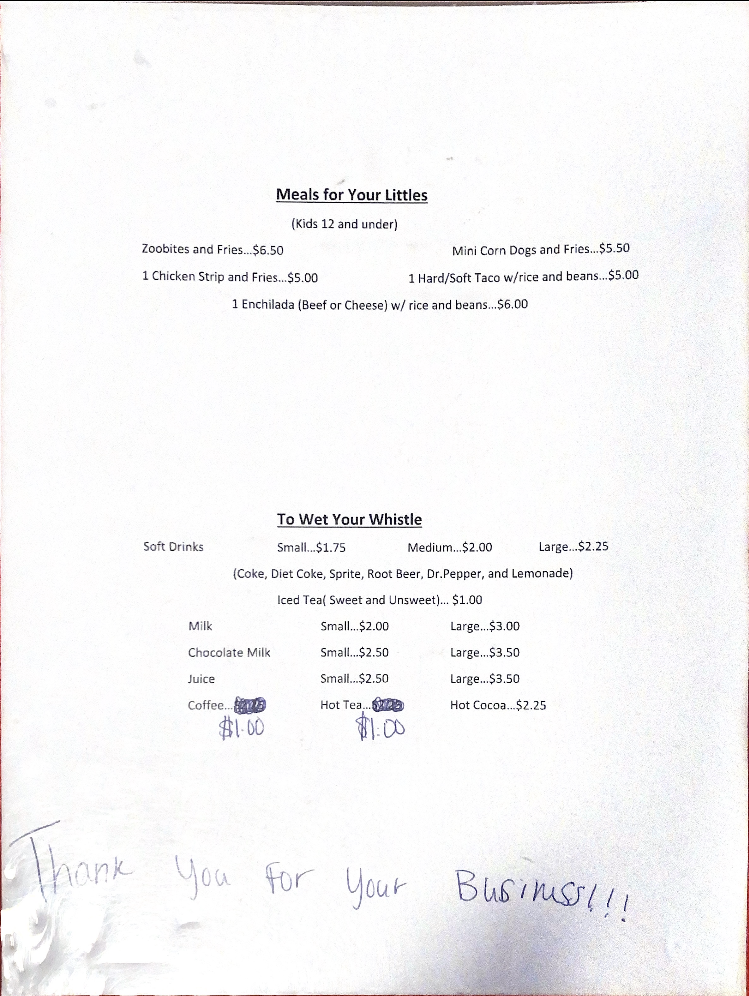 Meals for Your Littles
(Kids 12 and under)
Zoobites and Fries...$6.50 Mini Corn Dogs and Fries...$5.50
1 Chicken Strip and Fries...$5.00 1 Hard/Soft Taco w/rice and beans...$5.00
1 Enchilada (Beef or Cheese) w/ rice and beans...$6.00
To Wet Your Whistle
Soft Drinks Small...$1.75 Medium...$2.00 Large...$2.25
(Coke, Diet Coke, Sprite, Root Beer, Dr.Pepper, and Lemonade)
Iced Tea( Sweet and Unsweet)... $1.00
Milk Small...$2.00 Large...$3.00
Chocolate Milk Small...$2.50 Large...$3.50
Juice Small...$2.50 Large...$3.50
Coffee... Hot Tea... Hot Cocoa...$2.25
$1.00 $1.00
Thank You For Your Business!!!